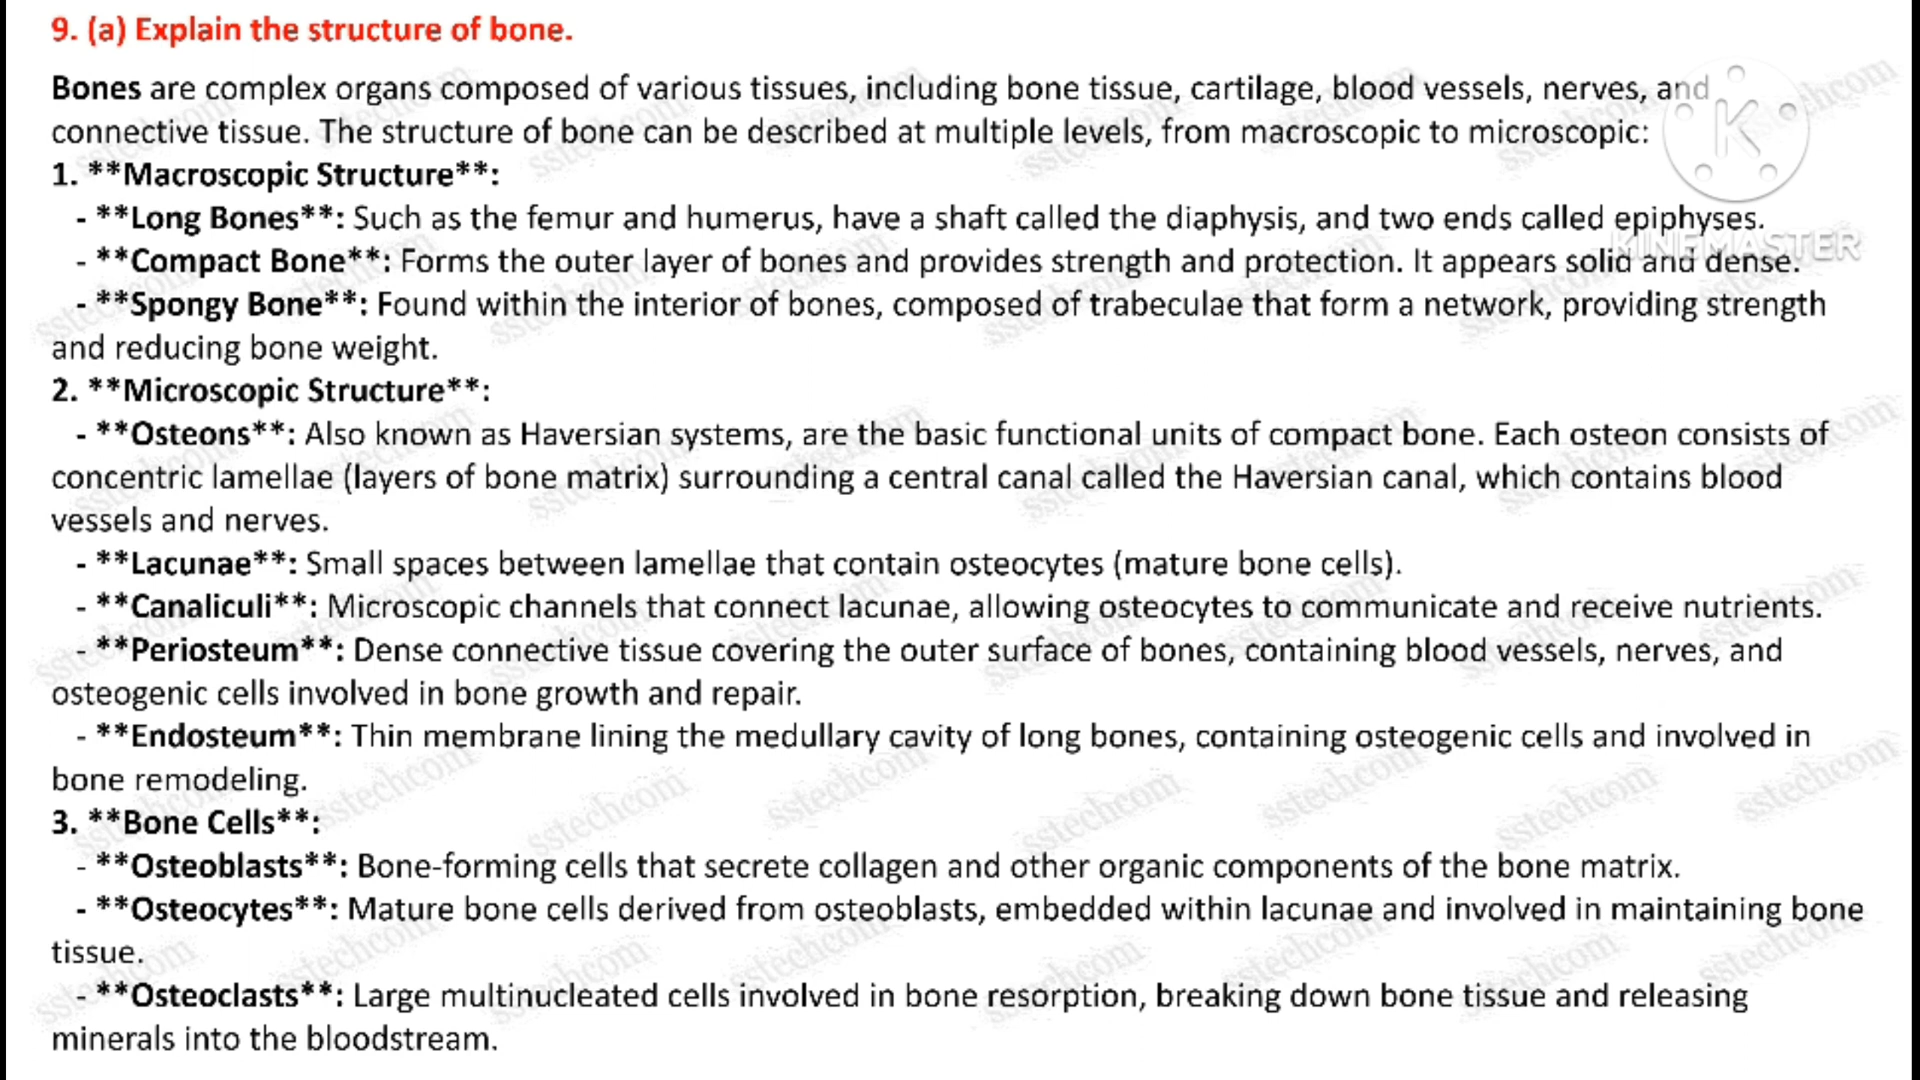 9. (a) Explain the structure of bone.
Bones are complex organs composed of various tissues, including bone tissue, cartilage, blood vessels, nerves, and
connective tissue. The structure of bone can be described at multiple levels, from macroscopic to microscopic:
1. **Macroscopic Structure**:
- **Long Bones**: Such as the femur and humerus, have a shaft called the diaphysis, and two ends called epiphyses.
- **Compact Bone**: Forms the outer layer of bones and provides strength and protection. It appears solid and dense.
- **Spongy Bone**: Found within the interior of bones, composed of trabeculae that form a network, providing strength
and reducing bone weight.
2. **Microscopic Structure**:
- **Osteons**: Also known as Haversian systems, are the basic functional units of compact bone. Each osteon consists of
concentric lamellae (layers of bone matrix) surrounding a central canal called the Haversian canal, which contains blood
vessels and nerves.
- **Lacunae**: Small spaces between lamellae that contain osteocytes (mature bone cells).
- **Canaliculi**: Microscopic channels that connect lacunae, allowing osteocytes to communicate and receive nutrients.
- **Periosteum**: Dense connective tissue covering the outer surface of bones, containing blood vessels, nerves, and
osteogenic cells involved in bone growth and repair.
- **Endosteum**: Thin membrane lining the medullary cavity of long bones, containing osteogenic cells and involved in
bone remodeling.
3. **Bone Cells**:
- **Osteoblasts**: Bone-forming cells that secrete collagen and other organic components of the bone matrix.
- **Osteocytes**: Mature bone cells derived from osteoblasts, embedded within lacunae and involved in maintaining bone
tissue.
- **Osteoclasts**: Large multinucleated cells involved in bone resorption, breaking down bone tissue and releasing
minerals into the bloodstream.
K
KINEMASTER
sstechcom